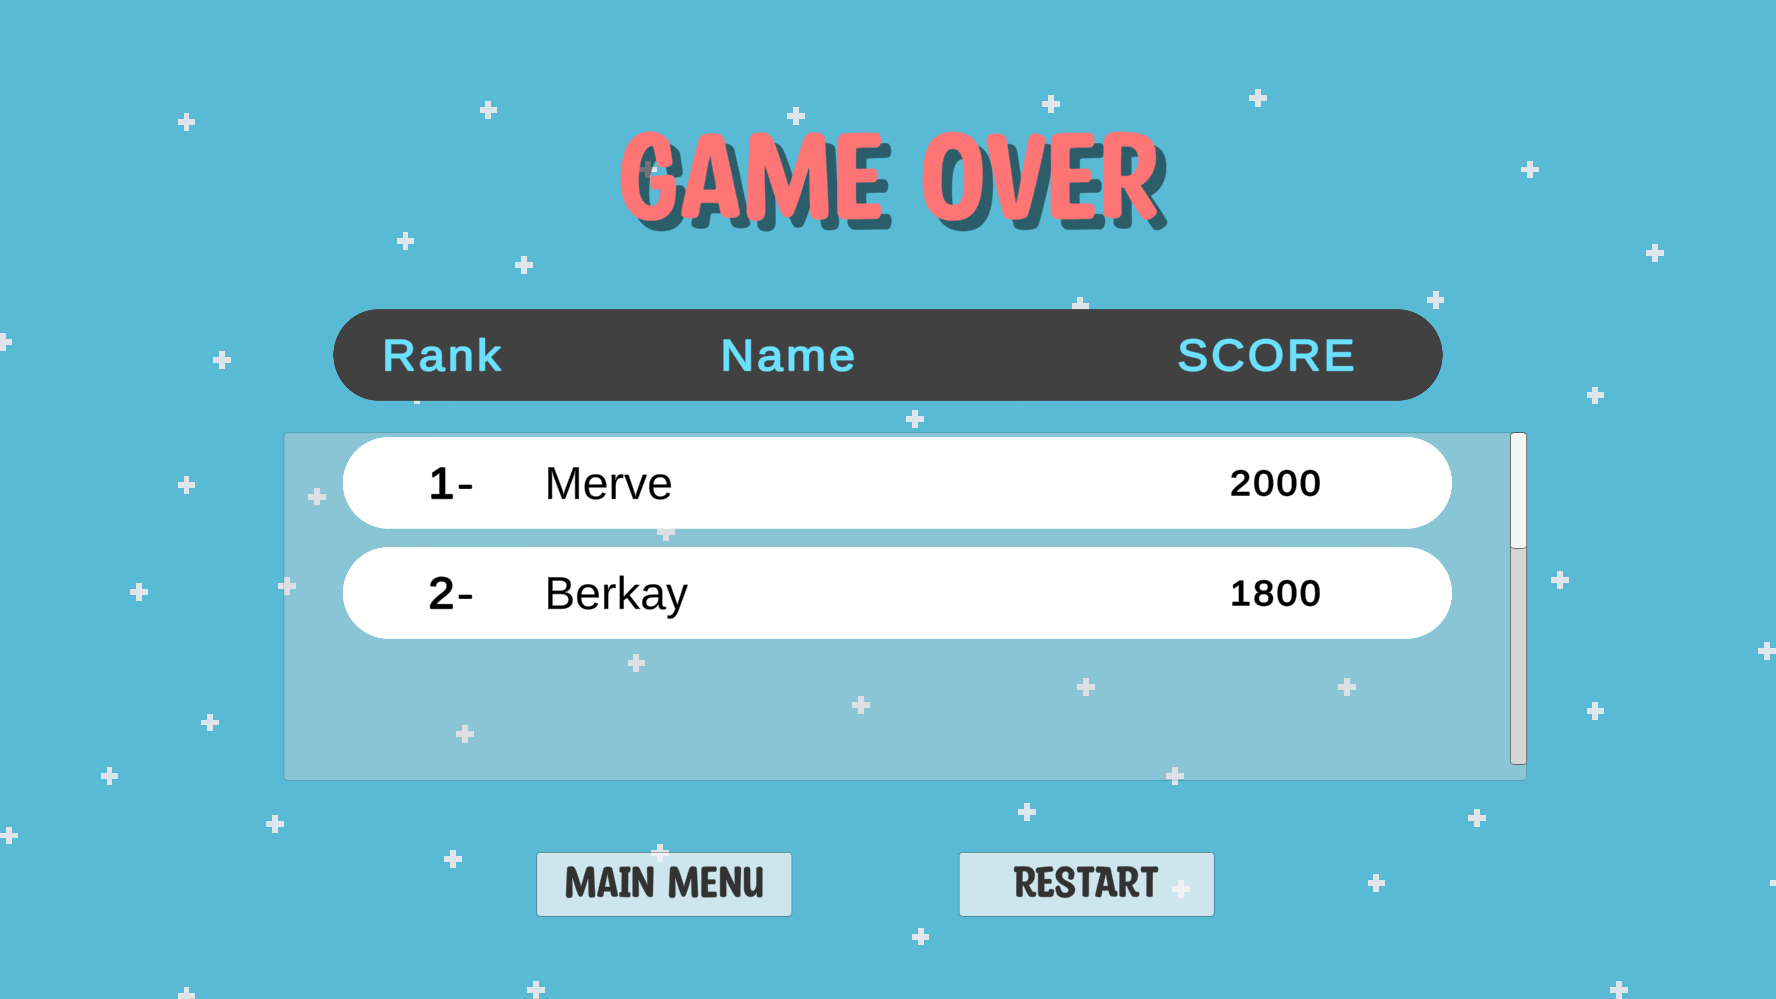 GAME OVER
Rank Name SCORE
1- Merve 2000
2- Berkay 1800
MAIN MENU RESTART